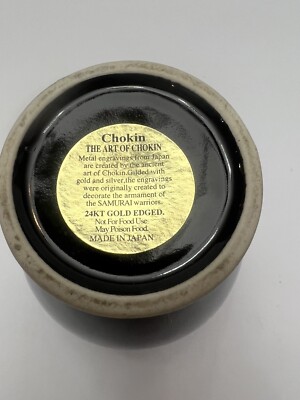 Chokin
THE ART OF CHOKIN
Metal engravings from Japan
are created by the ancient
art of Chokin.Gilded with
gold and silver,the engravings
were originally created to
decorate the armament of
the SAMURAI warriors.
24KT GOLD EDGED.
Not For Food Use
May Poison Food.
MADE IN JAPAN